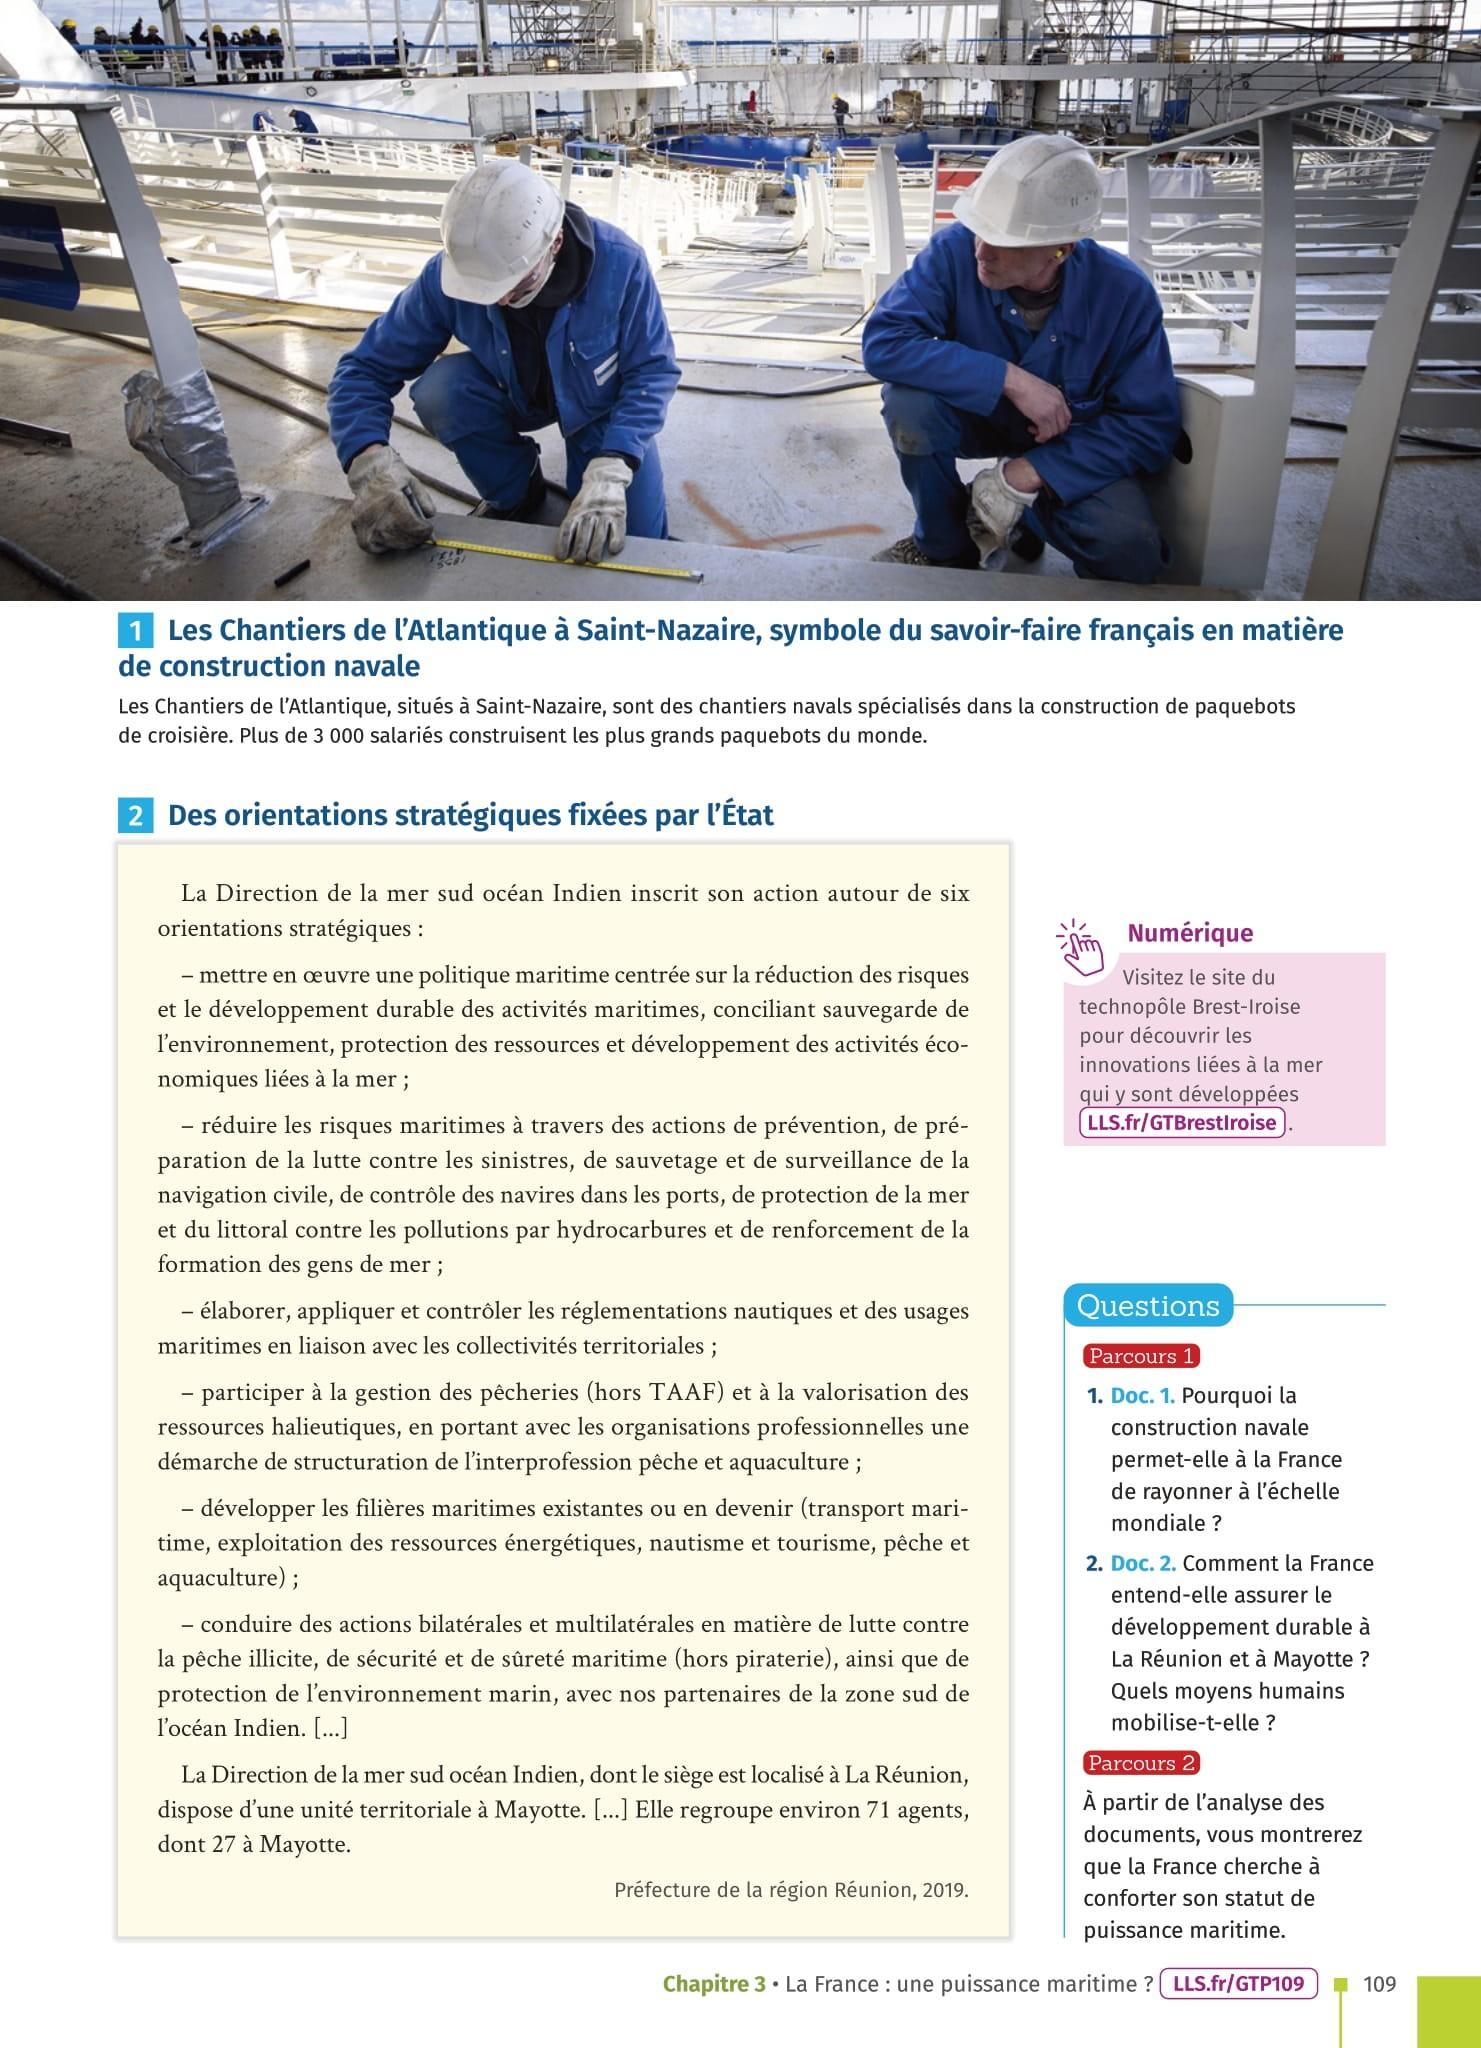 1 Les Chantiers de l’Atlantique à Saint-Nazaire, symbole du savoir-faire français en matière
de construction navale
Les Chantiers de l’Atlantique, situés à Saint-Nazaire, sont des chantiers navals spécialisés dans la construction de paquebots
de croisière. Plus de 3 000 salariés construisent les plus grands paquebots du monde.
2 Des orientations stratégiques fixées par l’État
La Direction de la mer sud océan Indien inscrit son action autour de six
orientations stratégiques :
– mettre en œuvre une politique maritime centrée sur la réduction des risques
et le développement durable des activités maritimes, conciliant sauvegarde de
l’environnement, protection des ressources et développement des activités éco-
nomiques liées à la mer ;
– réduire les risques maritimes à travers des actions de prévention, de pré-
paration de la lutte contre les sinistres, de sauvetage et de surveillance de la
navigation civile, de contrôle des navires dans les ports, de protection de la mer
et du littoral contre les pollutions par hydrocarbures et de renforcement de la
formation des gens de mer ;
– élaborer, appliquer et contrôler les réglementations nautiques et des usages
maritimes en liaison avec les collectivités territoriales ;
– participer à la gestion des pêcheries (hors TAAF) et à la valorisation des
ressources halieutiques, en portant avec les organisations professionnelles une
démarche de structuration de l’interprofession pêche et aquaculture ;
– développer les filières maritimes existantes ou en devenir (transport mari-
time, exploitation des ressources énergétiques, nautisme et tourisme, pêche et
aquaculture) ;
– conduire des actions bilatérales et multilatérales en matière de lutte contre
la pêche illicite, de sécurité et de sûreté maritime (hors piraterie), ainsi que de
protection de l’environnement marin, avec nos partenaires de la zone sud de
l’océan Indien. [...]
La Direction de la mer sud océan Indien, dont le siège est localisé à La Réunion,
dispose d’une unité territoriale à Mayotte. [...] Elle regroupe environ 71 agents,
dont 27 à Mayotte.
Préfecture de la région Réunion, 2019.
Numérique
Visitez le site du
technopôle Brest-Iroise
pour découvrir les
innovations liées à la mer
qui y sont développées
LLS.fr/GTBrestIroise .
Questions
Parcours 1
1. Doc. 1. Pourquoi la
construction navale
permet-elle à la France
de rayonner à l’échelle
mondiale ?
2. Doc. 2. Comment la France
entend-elle assurer le
développement durable à
La Réunion et à Mayotte ?
Quels moyens humains
mobilise-t-elle ?
Parcours 2
À partir de l’analyse des
documents, vous montrerez
que la France cherche à
conforter son statut de
puissance maritime.
Chapitre 3 • La France : une puissance maritime ? LLS.fr/GTP109 109